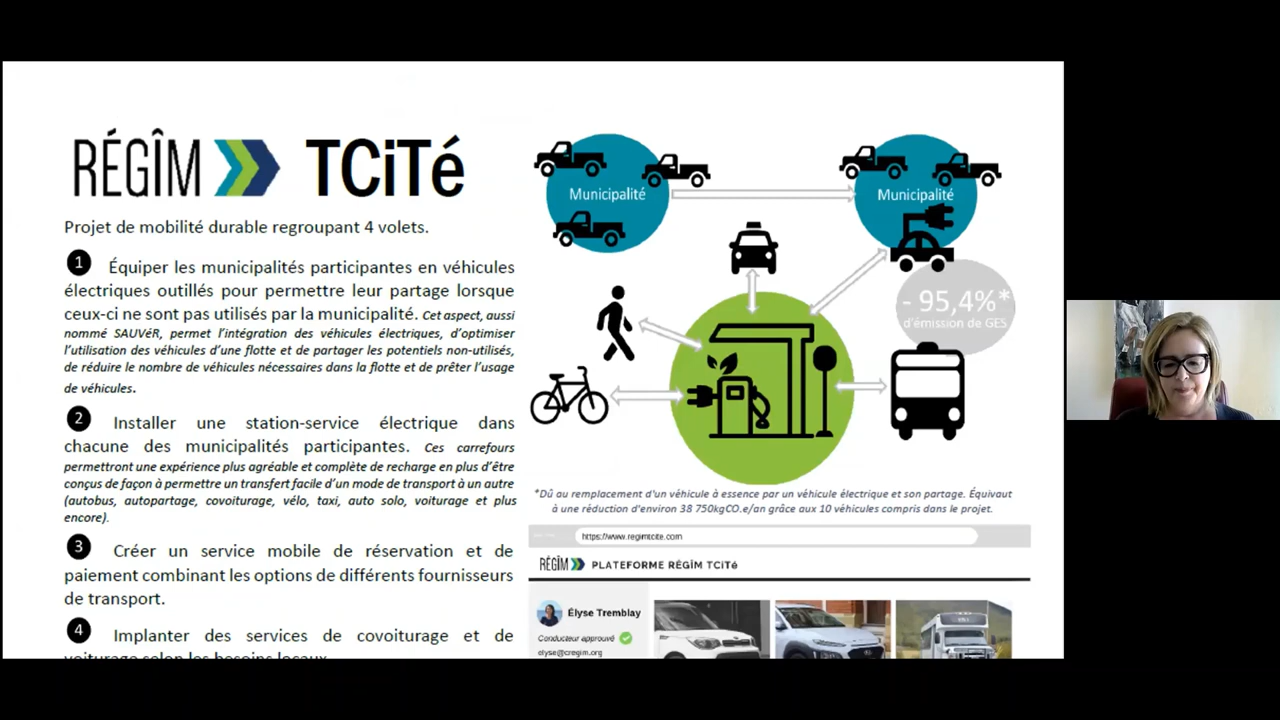 RÉGÎM TCiTé
Projet de mobilité durable regroupant 4 volets.
1 Équiper les municipalités participantes en véhicules
électriques outillés pour permettre leur partage lorsque
ceux-ci ne sont pas utilisés par la municipalité. Cet aspect, aussi
nommé SAUVéR, permet l'intégration des véhicules électriques, d'optimiser
l'utilisation des véhicules d'une flotte et de partager les potentiels non-utilisés,
de réduire le nombre de véhicules nécessaires dans la flotte et de prêter l'usage
de véhicules.
2 Installer une station-service électrique dans
chacune des municipalités participantes. Ces carrefours
permettront une expérience plus agréable et complète de recharge en plus d'être
conçus de façon à permettre un transfert facile d'un mode de transport à un autre
(autobus, autopartage, covoiturage, vélo, taxi, auto solo, voiturage et plus
encore).
3 Créer un service mobile de réservation et de
paiement combinant les options de différents fournisseurs
de transport.
4 Implanter des services de covoiturage et de
voiturage selon les besoins locaux.
Municipalité
Municipalité
- 95,4%*
d'émission de GES
*Dû au remplacement d'un véhicule à essence par un véhicule électrique et son partage. Équivaut
à une réduction d'environ 38 750kgCO.e/an grâce aux 10 véhicules compris dans le projet.
https://www.regimtcite.com
RÉGÎM PLATEFORME RÉGÎM TCiTé
Élyse Tremblay
Conducteur approuvé
elyse@cregim.org